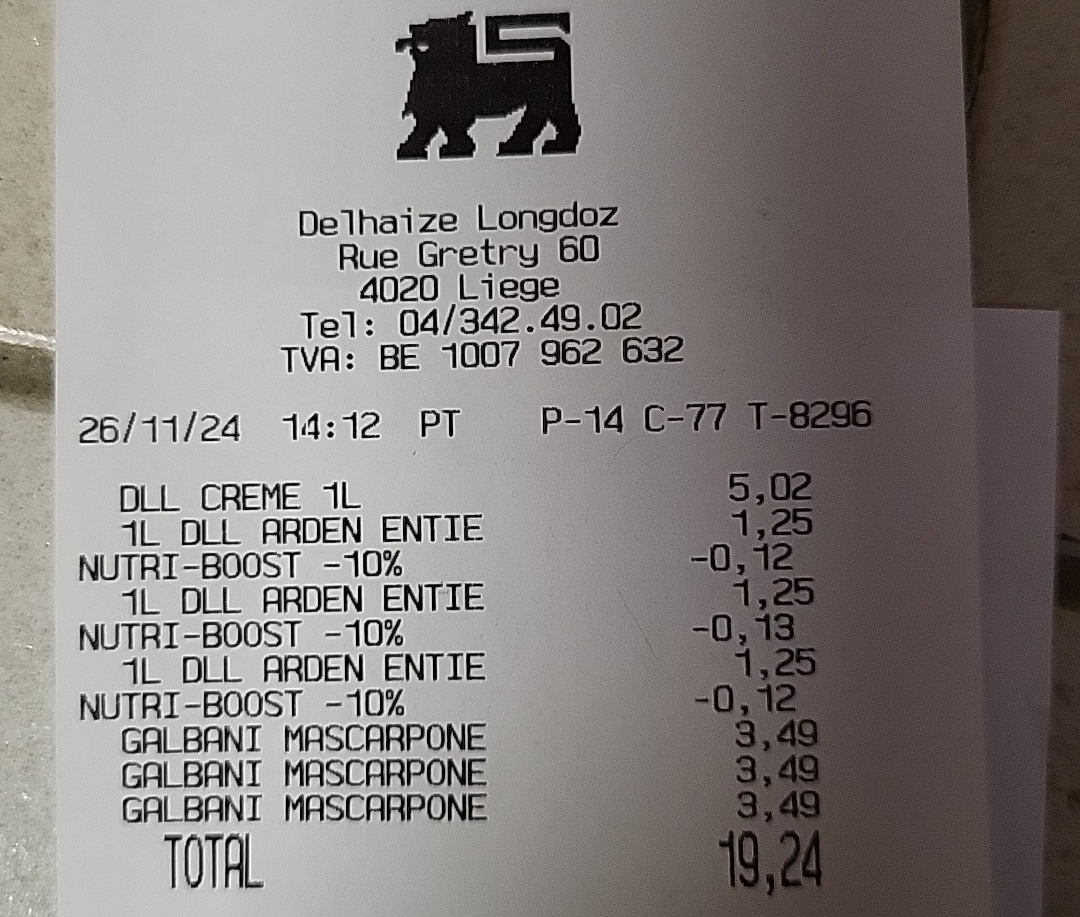 Delhaize Longdoz
Rue Gretry 60
4020 Liege
Tel: 04/342.49.02
TVA: BE 1007 962 632
26/11/24 14:12 PT P-14 C-77 T-8296
DLL CREME 1L 5,02
1L DLL ARDEN ENTIE 1,25
NUTRI-BOOST -10% -0,12
1L DLL ARDEN ENTIE 1,25
NUTRI-BOOST -10% -0,13
1L DLL ARDEN ENTIE 1,25
NUTRI-BOOST -10% -0,12
GALBANI MASCARPONE 3,49
GALBANI MASCARPONE 3,49
GALBANI MASCARPONE 3,49
TOTAL 19,24